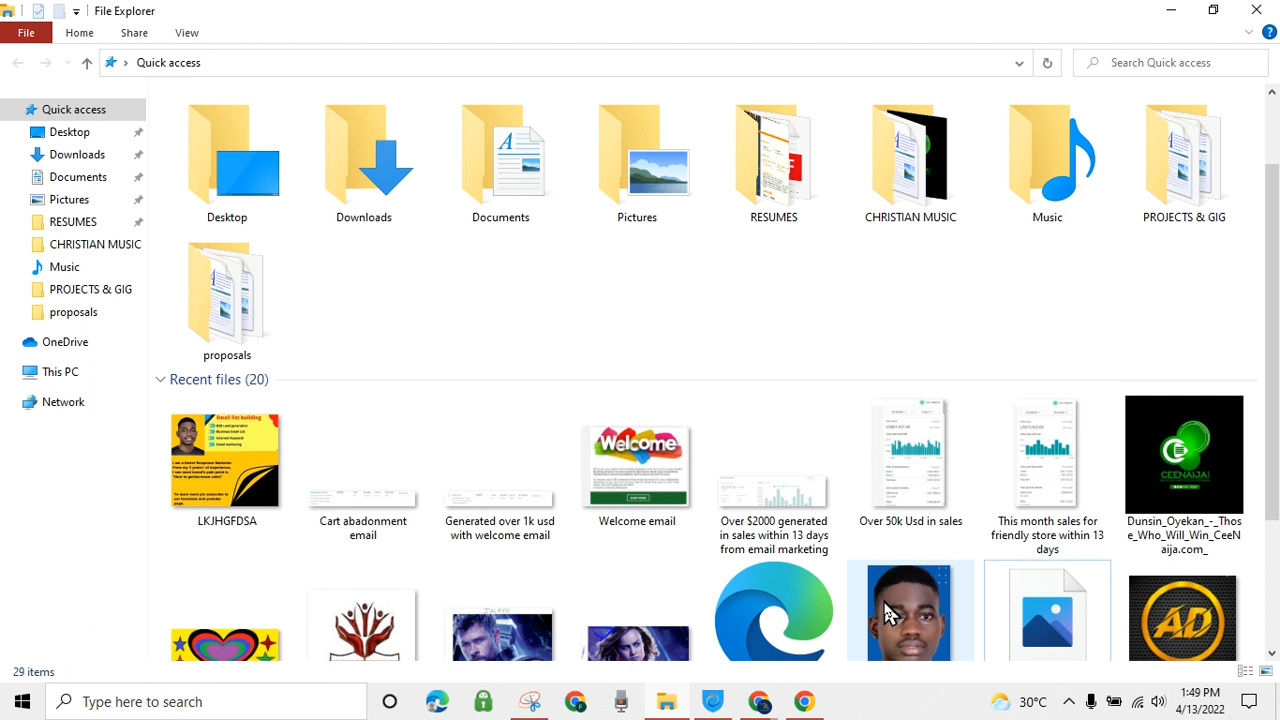 File Explorer
File Home Share View
Quick access
Search Quick access
Quick access
Desktop
Downloads
Documents
Pictures
RESUMES
CHRISTIAN MUSIC
Music
PROJECTS & GIG
proposals
OneDrive
This PC
Network
Desktop Downloads Documents Pictures RESUMES CHRISTIAN MUSIC Music PROJECTS & GIG
proposals
Recent files (20)
Email list building
Welcome
CEENAIJA!
LKJHGFDSA
Cart abadonment
email
Generated over 1k usd
with welcome email
Welcome email
Over $2000 generated
in sales within 13 days
from email marketing
Over 50k Usd in sales
This month sales for
friendly store within 13
days
Dunsin_Oyekan_-_Thos
e_Who_Will_Win_CeeN
aija.com_
AD
29 items
Type here to search
30°C
1:49 PM
4/13/2022